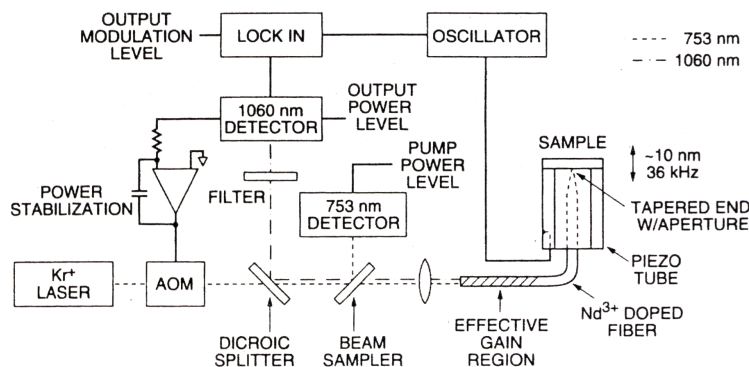 OUTPUT
MODULATION
LEVEL
LOCK IN
OSCILLATOR
753 nm
1060 nm
1060 nm
DETECTOR
OUTPUT
POWER
LEVEL
SAMPLE
~10 nm
36 kHz
PUMP
POWER
LEVEL
POWER
STABILIZATION
FILTER
753 nm
DETECTOR
TAPERED END
W/APERTURE
PIEZO
TUBE
Kr+
LASER
AOM
Nd3+ DOPED
FIBER
DICROIC
SPLITTER
BEAM
SAMPLER
EFFECTIVE
GAIN
REGION